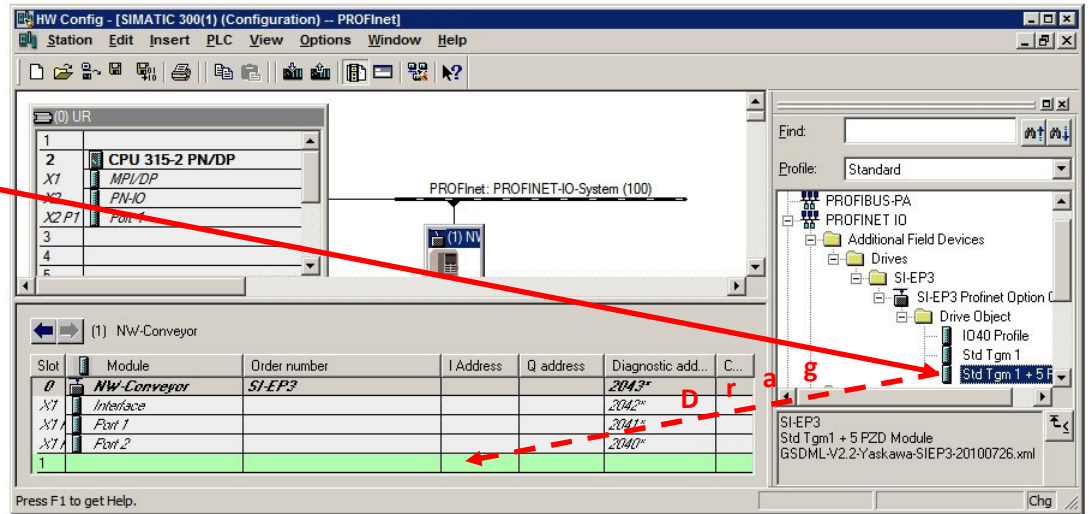 HW Config - [SIMATIC 300(1) (Configuration) -- PROFInet]
Station Edit Insert PLC View Options Window Help
(0) UR
1
2 CPU 315-2 PN/DP
X1 MPI/DP
X2 PN-IO
X2 P1 Port 1
3
4
5
PROFInet: PROFINET-IO-System (100)
(1) NW
Find:
Profile: Standard
PROFIBUS-PA
PROFINET IO
Additional Field Devices
Drives
SI-EP3
SI-EP3 Profinet Option C
Drive Object
IO40 Profile
Std Tgm 1
Std Tgm 1 + 5 P
(1) NW-Conveyor
Slot Module Order number I Address Q address Diagnostic add... C...
0 NW-Conveyor SI-EP3 2043*
X1 Interface 2042*
X1 Port 1 2041*
X1 Port 2 2040*
1
D r a g
SI-EP3
Std Tgm1 + 5 PZD Module
GSDML-V2.2-Yaskawa-SIEP3-20100726.xml
Press F1 to get Help.
Chg